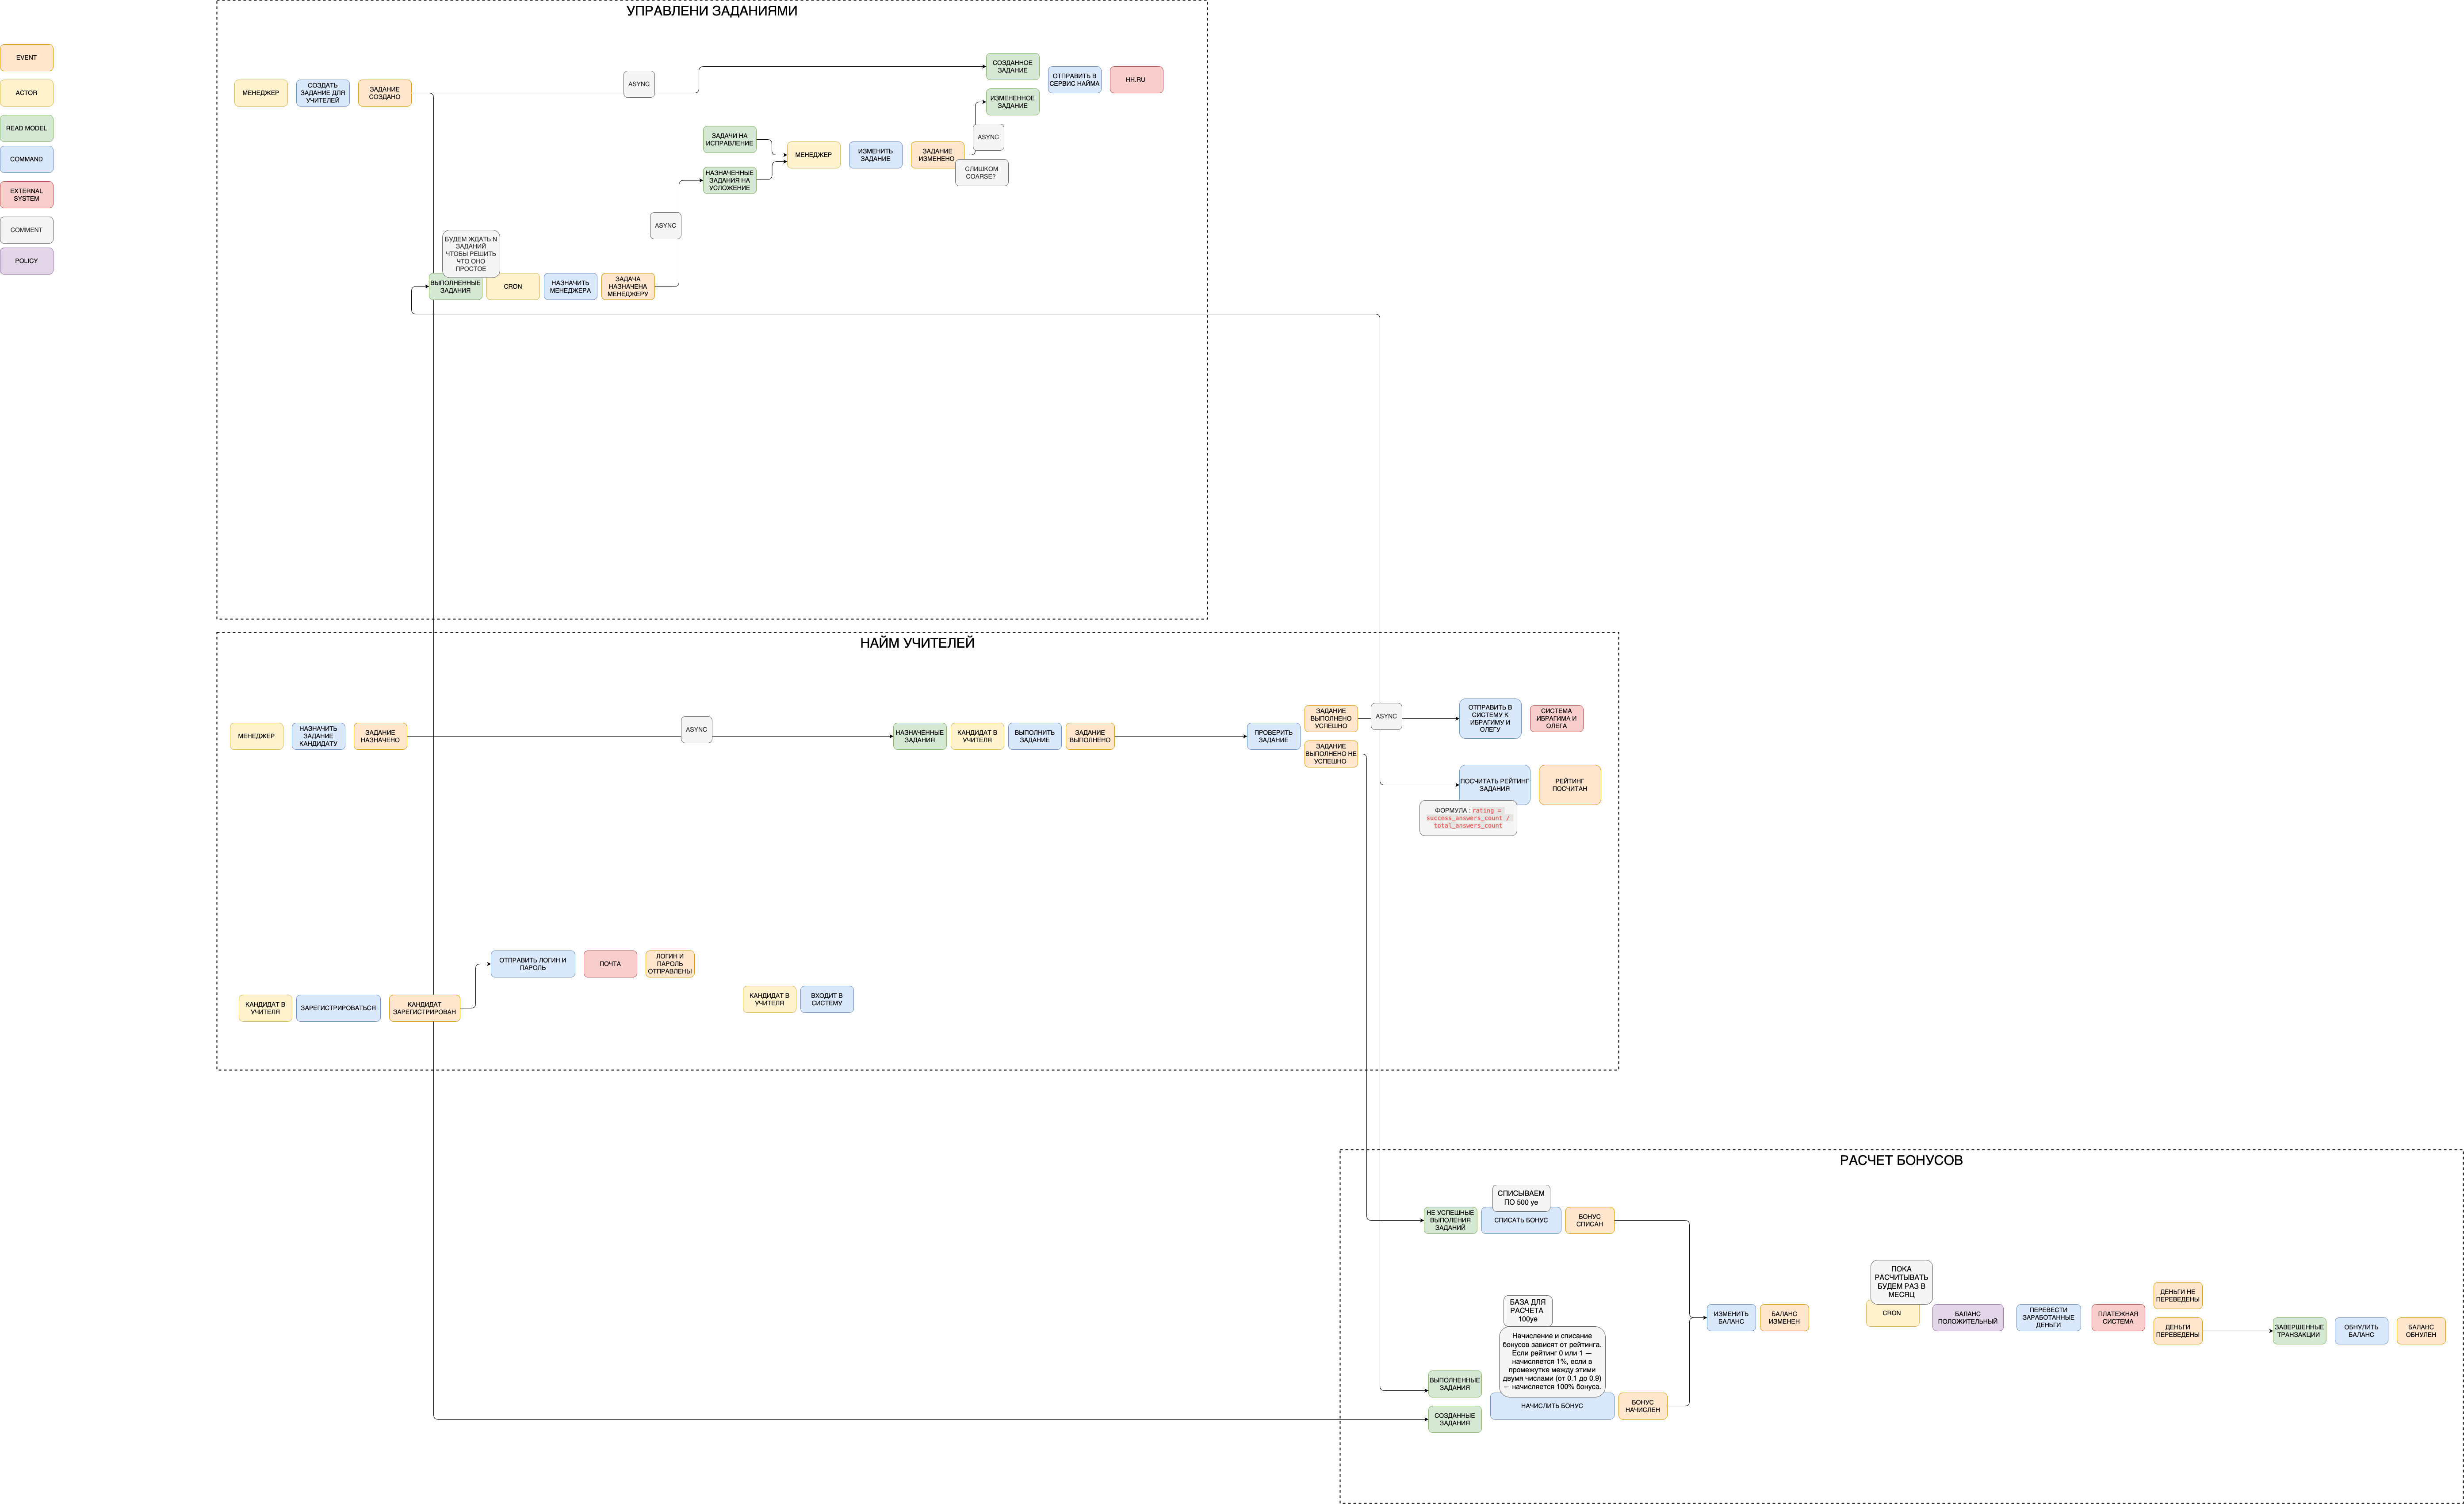 УПРАВЛЕНИ ЗАДАНИЯМИ
EVENT
ACTOR
READ MODEL
COMMAND
EXTERNAL
SYSTEM
COMMENT
POLICY
МЕНЕДЖЕР
СОЗДАТЬ
ЗАДАНИЕ ДЛЯ
УЧИТЕЛЕЙ
ЗАДАНИЕ
СОЗДАНО
ASYNC
СОЗДАННОЕ
ЗАДАНИЕ
ИЗМЕНЕННОЕ
ЗАДАНИЕ
ОТПРАВИТЬ В
СЕРВИС НАЙМА
HH.RU
ЗАДАЧИ НА
ИСПРАВЛЕНИЕ
НАЗНАЧЕННЫЕ
ЗАДАНИЯ НА
УСЛОЖЕНИЕ
МЕНЕДЖЕР
ИЗМЕНИТЬ
ЗАДАНИЕ
ЗАДАНИЕ
ИЗМЕНЕНО
ASYNC
СЛИШКОМ
COARSE?
ASYNC
БУДЕМ ЖДАТЬ N
ЗАДАНИЙ
ЧТОБЫ РЕШИТЬ
ЧТО ОНО
ПРОСТОЕ
ВЫПОЛНЕННЫЕ
ЗАДАНИЯ
CRON
НАЗНАЧИТЬ
МЕНЕДЖЕРА
ЗАДАЧА
НАЗНАЧЕНА
МЕНЕДЖЕРУ
НАЙМ УЧИТЕЛЕЙ
МЕНЕДЖЕР
НАЗНАЧИТЬ
ЗАДАНИЕ
КАНДИДАТУ
ЗАДАНИЕ
НАЗНАЧЕНО
ASYNC
НАЗНАЧЕННЫЕ
ЗАДАНИЯ
КАНДИДАТ В
УЧИТЕЛЯ
ВЫПОЛНИТЬ
ЗАДАНИЕ
ЗАДАНИЕ
ВЫПОЛНЕНО
ПРОВЕРИТЬ
ЗАДАНИЕ
ЗАДАНИЕ
ВЫПОЛНЕНО
УСПЕШНО
ЗАДАНИЕ
ВЫПОЛНЕНО НЕ
УСПЕШНО
ASYNC
ОТПРАВИТЬ В
СИСТЕМУ К
ИБРАГИМУ И
ОЛЕГУ
СИСТЕМА
ИБРАГИМА И
ОЛЕГА
ПОСЧИТАТЬ РЕЙТИНГ
ЗАДАНИЯ
РЕЙТИНГ
ПОСЧИТАН
ФОРМУЛА : rating =
success_answers_count /
total_answers_count
ОТПРАВИТЬ ЛОГИН И
ПАРОЛЬ
ПОЧТА
ЛОГИН И
ПАРОЛЬ
ОТПРАВЛЕНЫ
КАНДИДАТ В
УЧИТЕЛЯ
ЗАРЕГИСТРИРОВАТЬСЯ
КАНДИДАТ
ЗАРЕГИСТРИРОВАН
КАНДИДАТ В
УЧИТЕЛЯ
ВХОДИТ В
СИСТЕМУ
РАСЧЕТ БОНУСОВ
СПИСЫВАЕМ
ПО 500 уе
НЕ УСПЕШНЫЕ
ВЫПОЛЕНИЯ
ЗАДАНИЙ
СПИСАТЬ БОНУС
БОНУС
СПИСАН
БАЗА ДЛЯ
РАСЧЕТА
100уе
Начисление и списание
бонусов зависят от рейтинга.
Если рейтинг 0 или 1 —
начисляется 1%, если в
промежутке между этими
двумя числами (от 0.1 до 0.9)
— начисляется 100% бонуса.
ВЫПОЛНЕННЫЕ
ЗАДАНИЯ
СОЗДАННЫЕ
ЗАДАНИЯ
НАЧИСЛИТЬ БОНУС
БОНУС
НАЧИСЛЕН
ИЗМЕНИТЬ
БАЛАНС
БАЛАНС
ИЗМЕНЕН
ПОКА
РАСЧИТЫВАТЬ
БУДЕМ РАЗ В
МЕСЯЦ
CRON
БАЛАНС
ПОЛОЖИТЕЛЬНЫЙ
ПЕРЕВЕСТИ
ЗАРАБОТАННЫЕ
ДЕНЬГИ
ПЛАТЕЖНАЯ
СИСТЕМА
ДЕНЬГИ НЕ
ПЕРЕВЕДЕНЫ
ДЕНЬГИ
ПЕРЕВЕДЕНЫ
ЗАВЕРШЕННЫЕ
ТРАНЗАКЦИИ
ОБНУЛИТЬ
БАЛАНС
БАЛАНС
ОБНУЛЕН